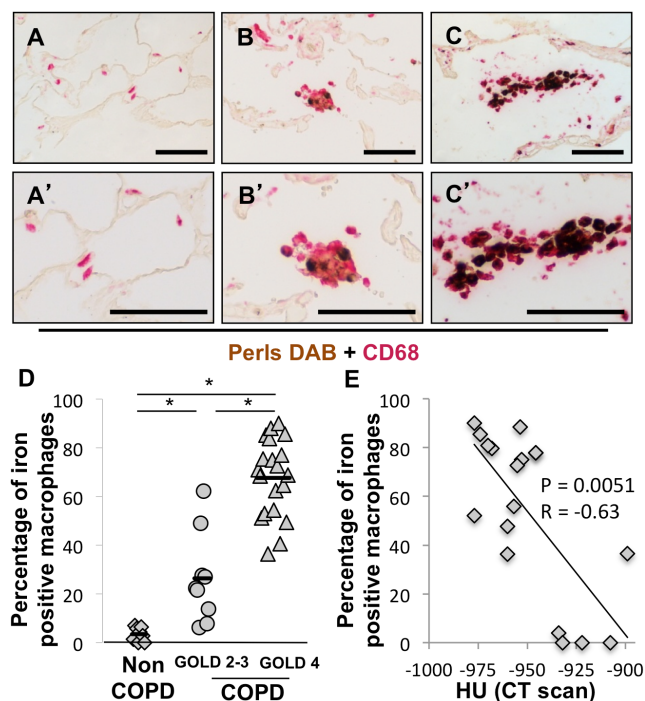 A
B
C
A'
B'
C'
Perls DAB + CD68
D
E
Percentage of iron
positive macrophages
100
80
60
40
20
0
*
*
*
Non
COPD
GOLD 2-3
GOLD 4
COPD
Percentage of iron
positive macrophages
100
80
60
40
20
0
P = 0.0051
R = -0.63
-1000 -975 -950 -925 -900
HU (CT scan)